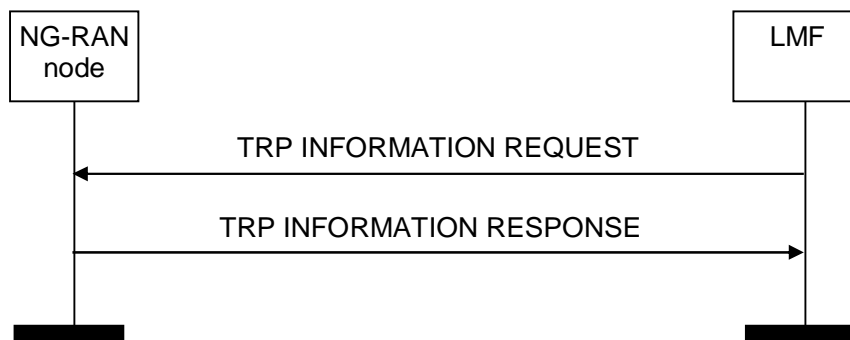 NG-RAN
node
LMF
TRP INFORMATION REQUEST
TRP INFORMATION RESPONSE